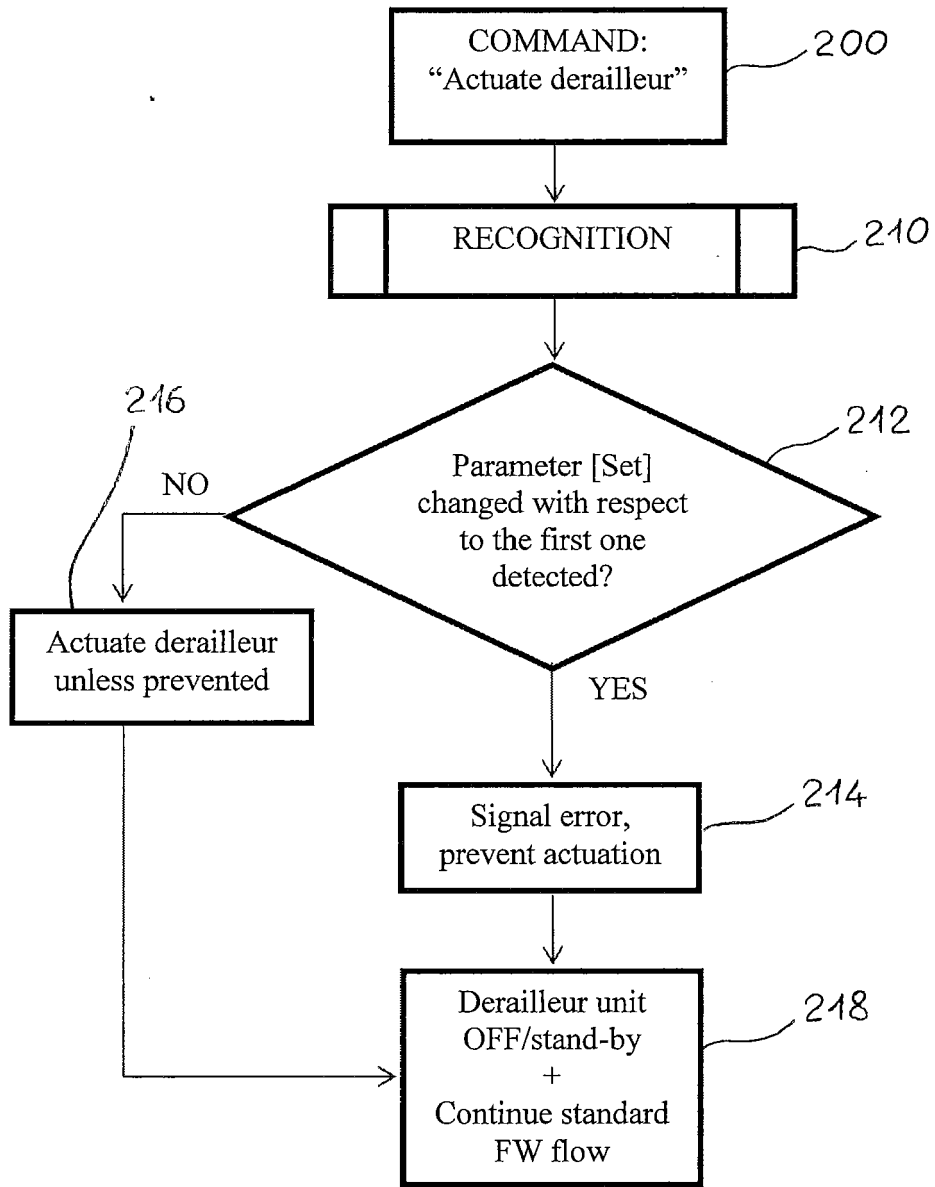 COMMAND:
“Actuate derailleur”
200
RECOGNITION
210
216
212
NO
Parameter [Set]
changed with respect
to the first one
detected?
Actuate derailleur
unless prevented
YES
Signal error,
prevent actuation
214
Derailleur unit
OFF/stand-by
+
Continue standard
FW flow
218